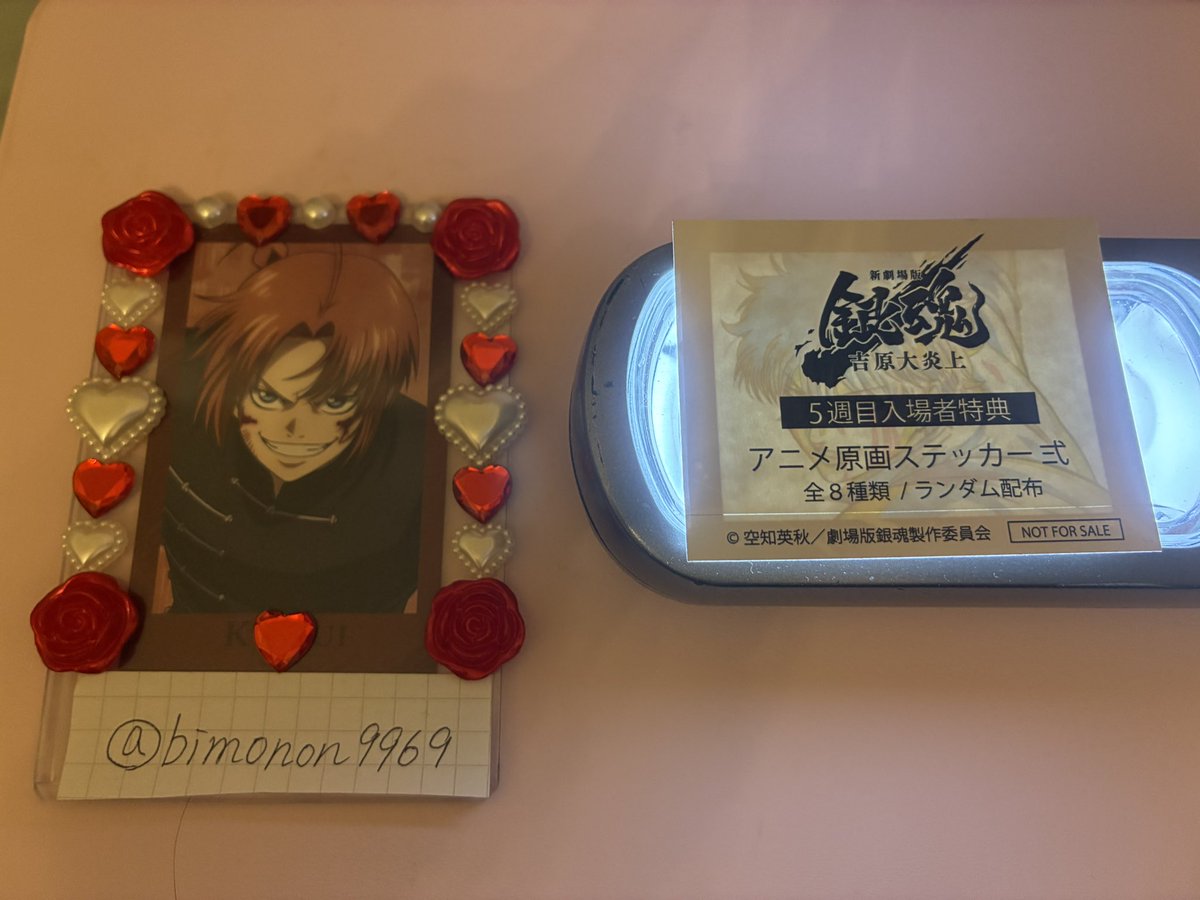 KAMUI
@bimonon9969
新劇場版
銀魂
吉原大炎上
5週目入場者特典
アニメ原画ステッカー弐
全8種類 / ランダム配布
© 空知英秋／劇場版銀魂製作委員会
NOT FOR SALE